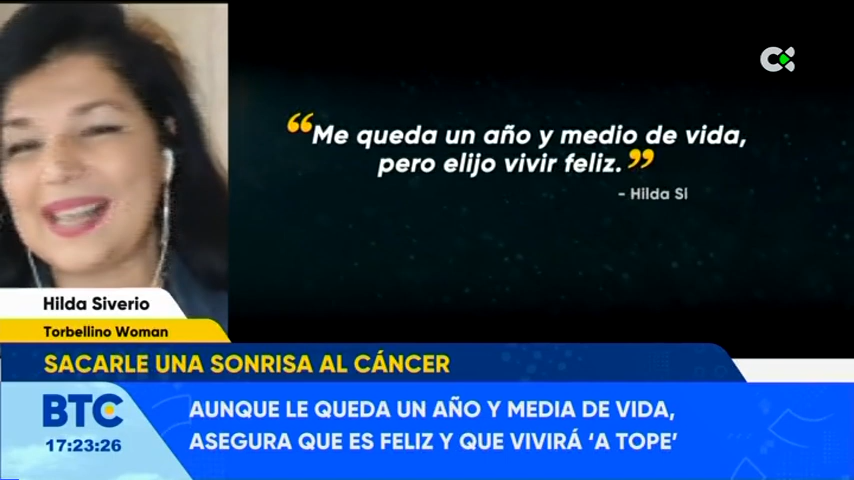 “Me queda un año y medio de vida,
pero elijo vivir feliz.”
- Hilda SI
Hilda Siverio
Torbellino Woman
SACARLE UNA SONRISA AL CÁNCER
BTC
17:23:26
AUNQUE LE QUEDA UN AÑO Y MEDIA DE VIDA,
ASEGURA QUE ES FELIZ Y QUE VIVIRÁ ‘A TOPE’